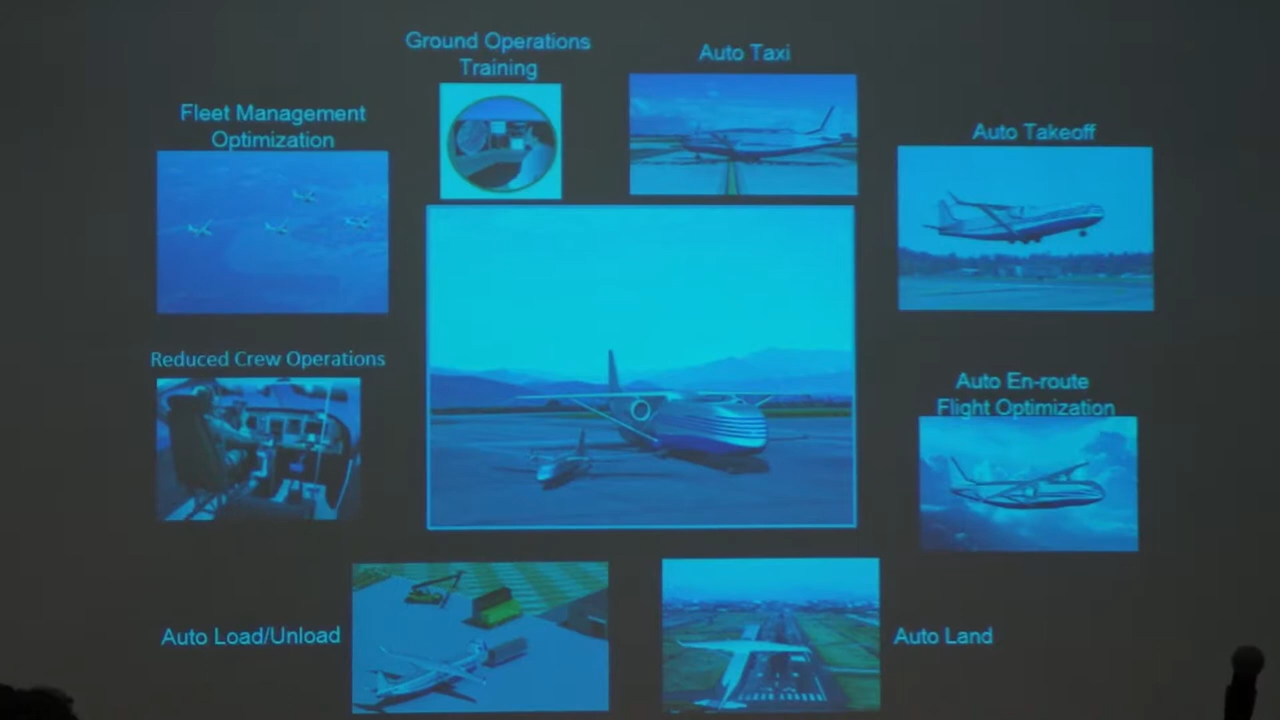 Ground Operations
Training
Auto Taxi
Fleet Management
Optimization
Auto Takeoff
Reduced Crew Operations
Auto En-route
Flight Optimization
Auto Load/Unload
Auto Land